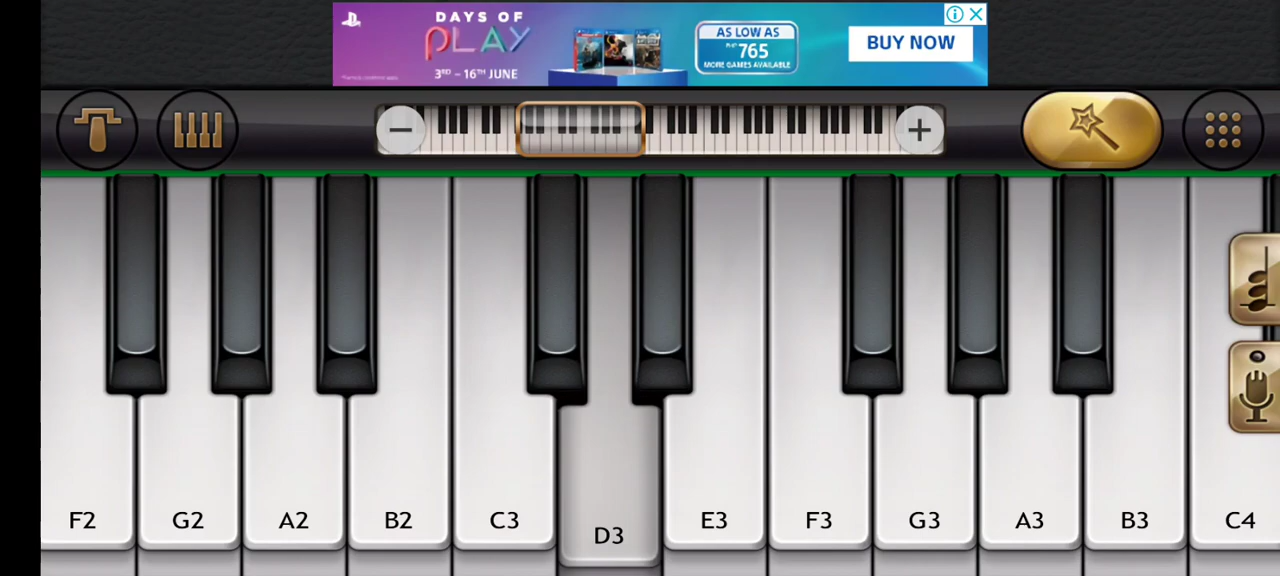 DAYS OF
PLAY
3RD – 16TH JUNE
AS LOW AS
PHP 765
MORE GAMES AVAILABLE
BUY NOW
F2 G2 A2 B2 C3 D3 E3 F3 G3 A3 B3 C4